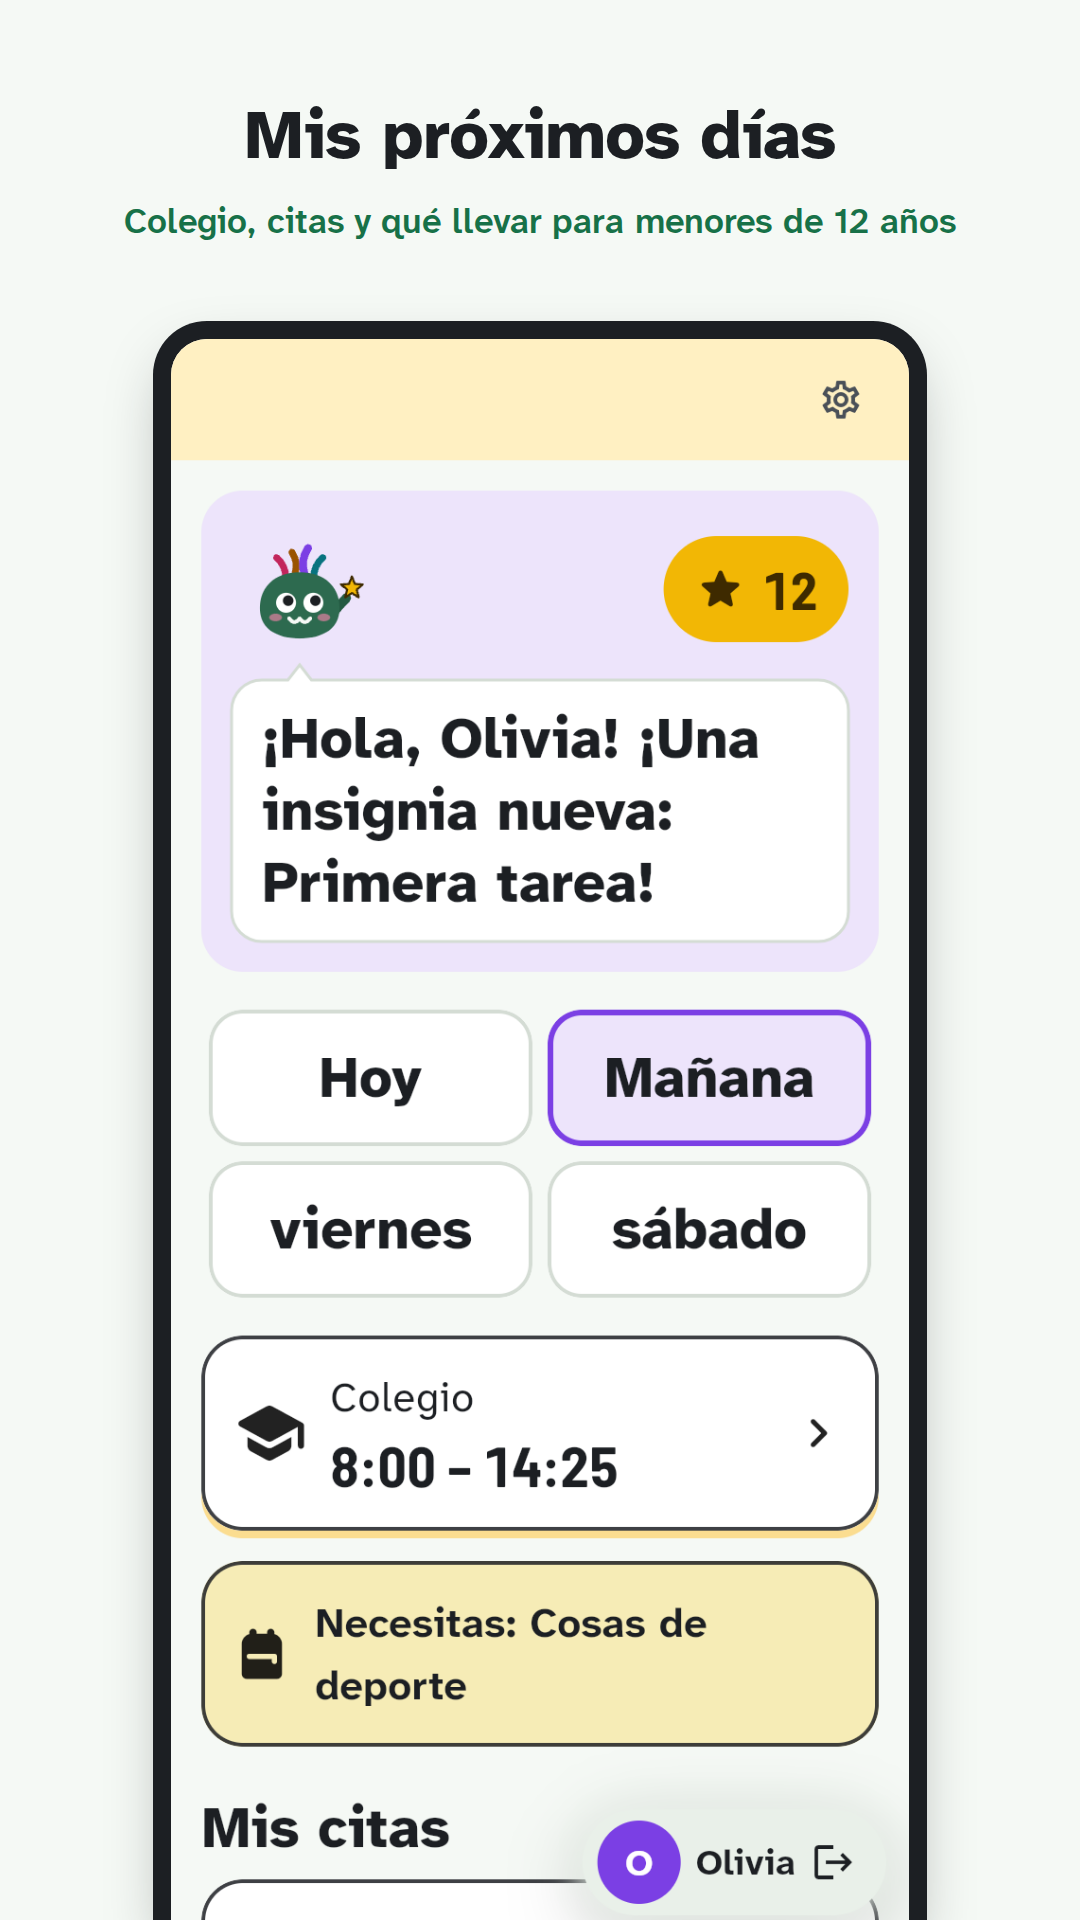 Mis próximos días
Colegio, citas y qué llevar para menores de 12 años
12
¡Hola, Olivia! ¡Una
insignia nueva:
Primera tarea!
Hoy
Mañana
viernes
sábado
Colegio
8:00 – 14:25
Necesitas: Cosas de
deporte
Mis citas
O
Olivia